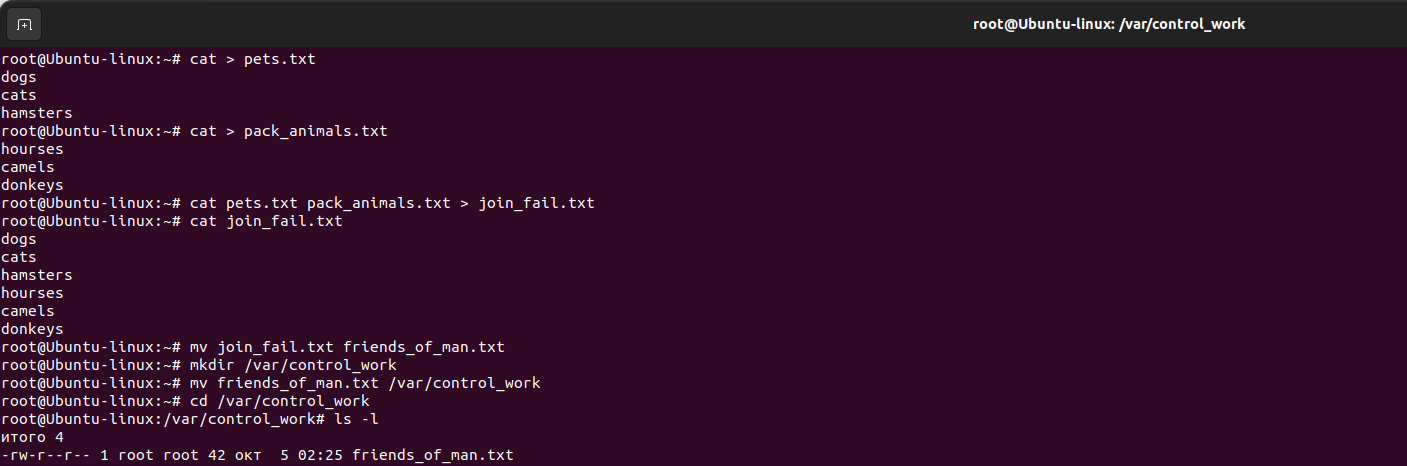 root@Ubuntu-linux: /var/control_work
root@Ubuntu-linux:~# cat > pets.txt
dogs
cats
hamsters
root@Ubuntu-linux:~# cat > pack_animals.txt
hourses
camels
donkeys
root@Ubuntu-linux:~# cat pets.txt pack_animals.txt > join_fail.txt
root@Ubuntu-linux:~# cat join_fail.txt
dogs
cats
hamsters
hourses
camels
donkeys
root@Ubuntu-linux:~# mv join_fail.txt friends_of_man.txt
root@Ubuntu-linux:~# mkdir /var/control_work
root@Ubuntu-linux:~# mv friends_of_man.txt /var/control_work
root@Ubuntu-linux:~# cd /var/control_work
root@Ubuntu-linux:/var/control_work# ls -l
итого 4
-rw-r--r-- 1 root root 42 окт  5 02:25 friends_of_man.txt